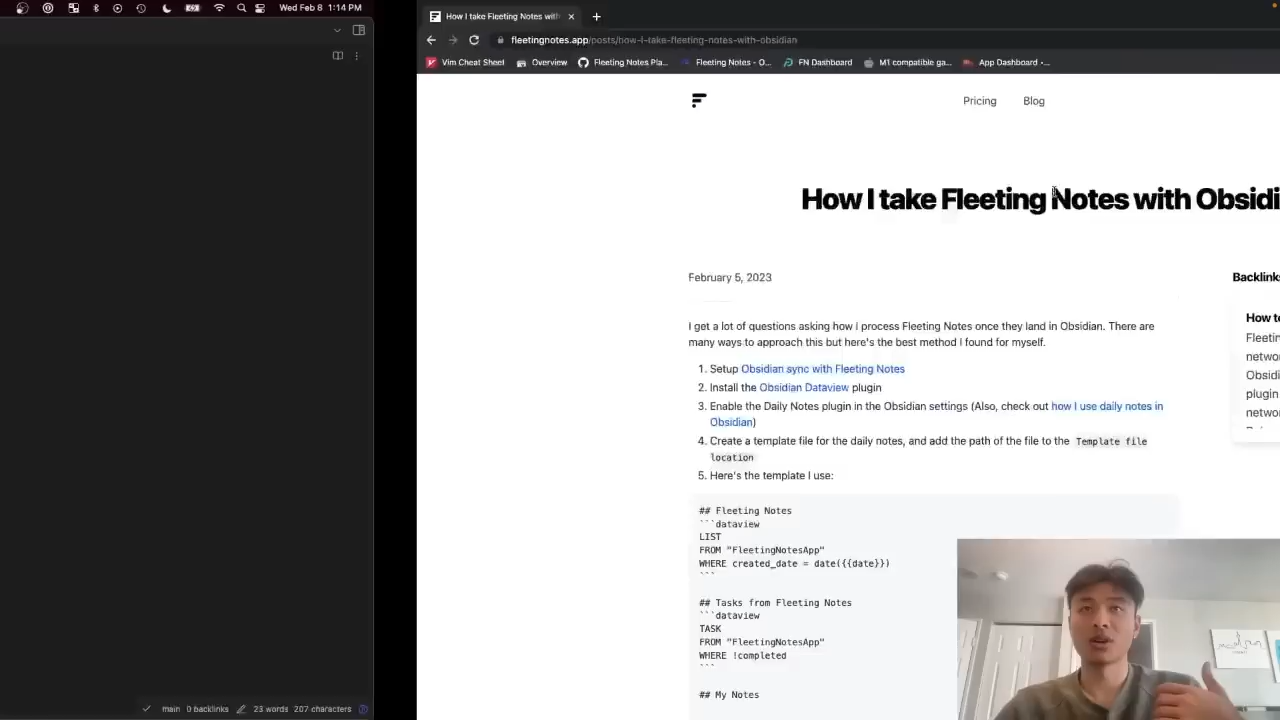 Wed Feb 8 1:14 PM
How I take Fleeting Notes with
fleetingnotes.app/posts/how-I-take-fleeting-notes-with-obsidian
Vim Cheat Sheet
Overview
Fleeting Notes Pla...
Fleeting Notes - O...
FN Dashboard
M1 compatible ga...
App Dashboard -...
Pricing
Blog
How I take Fleeting Notes with Obsidi
February 5, 2023
Backlinks
I get a lot of questions asking how I process Fleeting Notes once they land in Obsidian. There are
many ways to approach this but here's the best method I found for myself.
1. Setup Obsidian sync with Fleeting Notes
2. Install the Obsidian Dataview plugin
3. Enable the Daily Notes plugin in the Obsidian settings (Also, check out how I use daily notes in
Obsidian)
4. Create a template file for the daily notes, and add the path of the file to the Template file
location
5. Here's the template I use:
How to
Fleetin
networ
Obsidi
plugin
networ
## Fleeting Notes
```dataview
LIST
FROM "FleetingNotesApp"
WHERE created_date = date({{date}})
```
## Tasks from Fleeting Notes
```dataview
TASK
FROM "FleetingNotesApp"
WHERE !completed
```
## My Notes
main 0 backlinks 23 words 207 characters